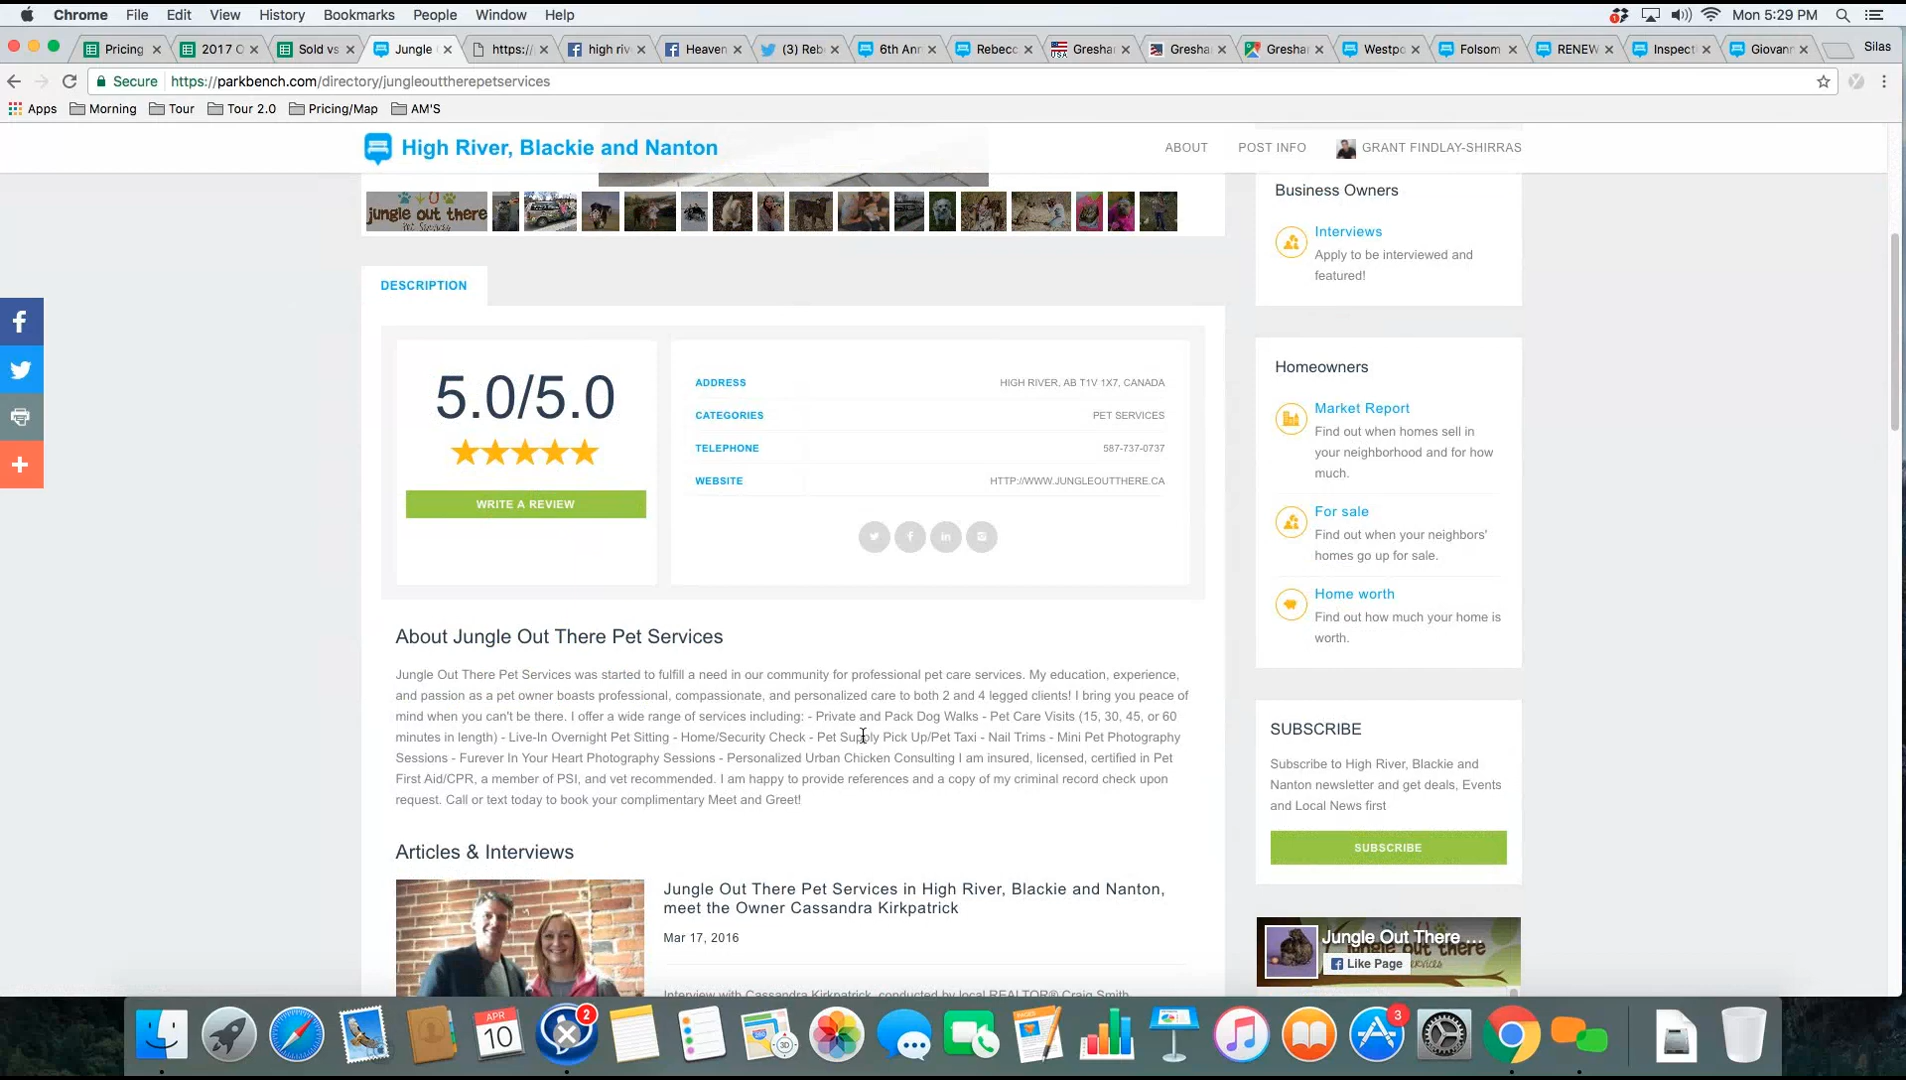 Chrome File Edit View History Bookmarks People Window Help Mon 5:29 PM
Pricing 2017 O Sold vs Jungle https:/ high riv Heaven (3) Reb 6th Ann Rebecc Gresha Gresha Gresha Westpo Folsom RENEW Inspect Giovann Silas
Secure https://parkbench.com/directory/jungleouttherepetservices
Apps Morning Tour Tour 2.0 Pricing/Map AM'S
High River, Blackie and Nanton ABOUT POST INFO GRANT FINDLAY-SHIRRAS
jungle out there
Pet Services
DESCRIPTION
5.0/5.0
WRITE A REVIEW
ADDRESS HIGH RIVER, AB T1V 1X7, CANADA
CATEGORIES PET SERVICES
TELEPHONE 587-737-0737
WEBSITE HTTP://WWW.JUNGLEOUTTHERE.CA
About Jungle Out There Pet Services
Jungle Out There Pet Services was started to fulfill a need in our community for professional pet care services. My education, experience,
and passion as a pet owner boasts professional, compassionate, and personalized care to both 2 and 4 legged clients! I bring you peace of
mind when you can't be there. I offer a wide range of services including: - Private and Pack Dog Walks - Pet Care Visits (15, 30, 45, or 60
minutes in length) - Live-In Overnight Pet Sitting - Home/Security Check - Pet Supply Pick Up/Pet Taxi - Nail Trims - Mini Pet Photography
Sessions - Furever In Your Heart Photography Sessions - Personalized Urban Chicken Consulting I am insured, licensed, certified in Pet
First Aid/CPR, a member of PSI, and vet recommended. I am happy to provide references and a copy of my criminal record check upon
request. Call or text today to book your complimentary Meet and Greet!
Articles & Interviews
Jungle Out There Pet Services in High River, Blackie and Nanton,
meet the Owner Cassandra Kirkpatrick
Mar 17, 2016
Interview with Cassandra Kirkpatrick, conducted by local REALTOR® Craig Smith
Business Owners
Interviews
Apply to be interviewed and
featured!
Homeowners
Market Report
Find out when homes sell in
your neighborhood and for how
much.
For sale
Find out when your neighbors'
homes go up for sale.
Home worth
Find out how much your home is
worth.
SUBSCRIBE
Subscribe to High River, Blackie and
Nanton newsletter and get deals, Events
and Local News first
SUBSCRIBE
Jungle Out There ...
Like Page
APR
10
2
3D
3